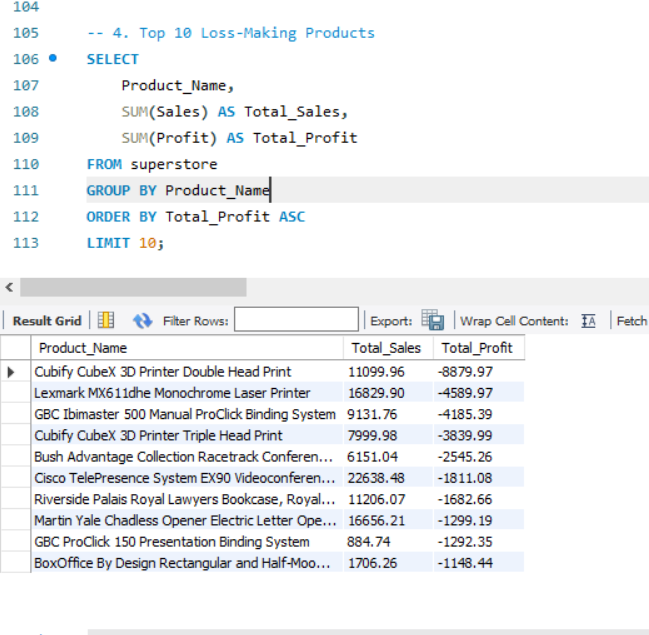 104
105 -- 4. Top 10 Loss-Making Products
106 SELECT
107 Product_Name,
108 SUM(Sales) AS Total_Sales,
109 SUM(Profit) AS Total_Profit
110 FROM superstore
111 GROUP BY Product_Name
112 ORDER BY Total_Profit ASC
113 LIMIT 10;
Result Grid Filter Rows: Export: Wrap Cell Content: Fetch
Product_Name Total_Sales Total_Profit
Cubify CubeX 3D Printer Double Head Print 11099.96 -8879.97
Lexmark MX611dhe Monochrome Laser Printer 16829.90 -4589.97
GBC Ibimaster 500 Manual ProClick Binding System 9131.76 -4185.39
Cubify CubeX 3D Printer Triple Head Print 7999.98 -3839.99
Bush Advantage Collection Racetrack Conferen... 6151.04 -2545.26
Cisco TelePresence System EX90 Videoconferen... 22638.48 -1811.08
Riverside Palais Royal Lawyers Bookcase, Royal... 11206.07 -1682.66
Martin Yale Chadless Opener Electric Letter Ope... 16656.21 -1299.19
GBC ProClick 150 Presentation Binding System 884.74 -1292.35
BoxOffice By Design Rectangular and Half-Moo... 1706.26 -1148.44